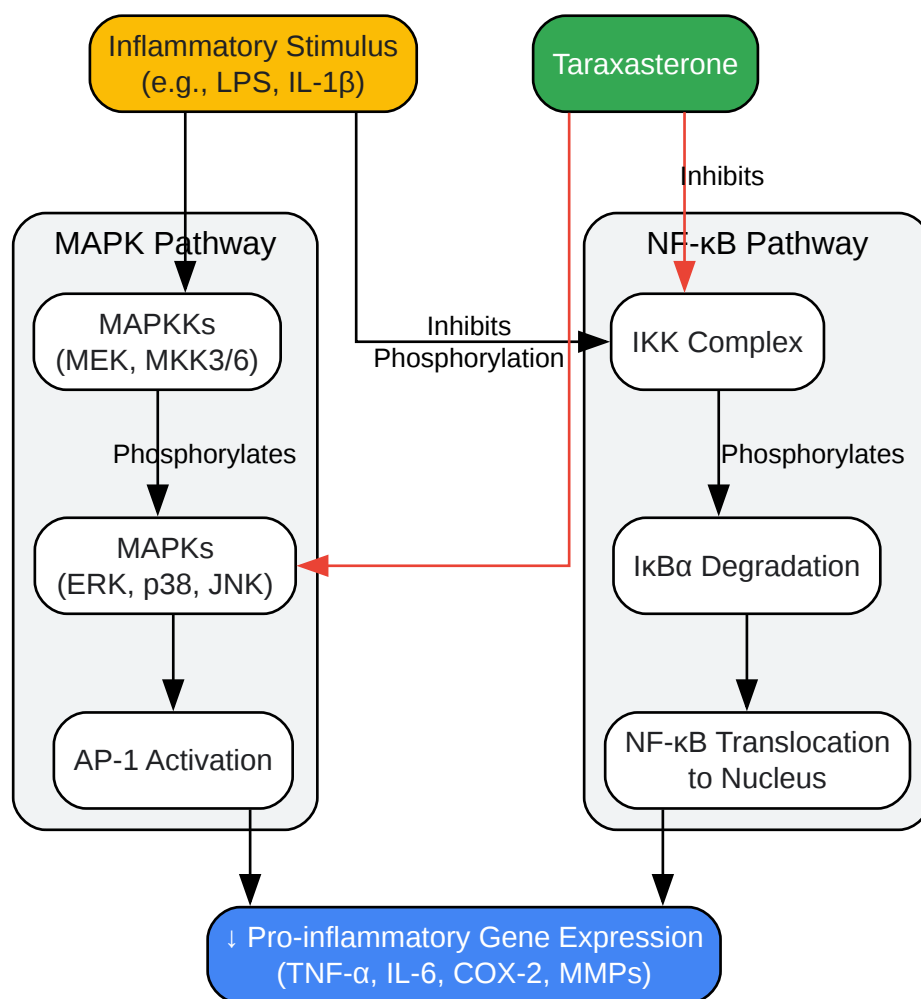 Inflammatory Stimulus
(e.g., LPS, IL-1β)
Taraxasterone
Inhibits
MAPK Pathway
NF-κB Pathway
MAPKKs
(MEK, MKK3/6)
Inhibits
Phosphorylation
IKK Complex
Phosphorylates
Phosphorylates
MAPKs
(ERK, p38, JNK)
IκBα Degradation
AP-1 Activation
NF-κB Translocation
to Nucleus
↓ Pro-inflammatory Gene Expression
(TNF-α, IL-6, COX-2, MMPs)